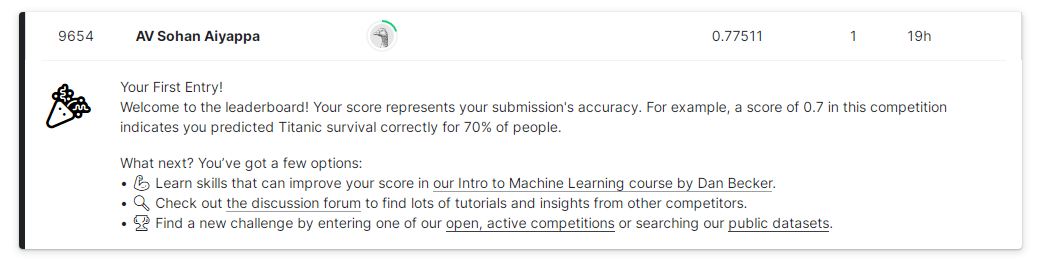 9654 AV Sohan Aiyappa 0.77511 1 19h
Your First Entry!
Welcome to the leaderboard! Your score represents your submission's accuracy. For example, a score of 0.7 in this competition
indicates you predicted Titanic survival correctly for 70% of people.
What next? You’ve got a few options:
• Learn skills that can improve your score in our Intro to Machine Learning course by Dan Becker.
• Check out the discussion forum to find lots of tutorials and insights from other competitors.
• Find a new challenge by entering one of our open, active competitions or searching our public datasets.